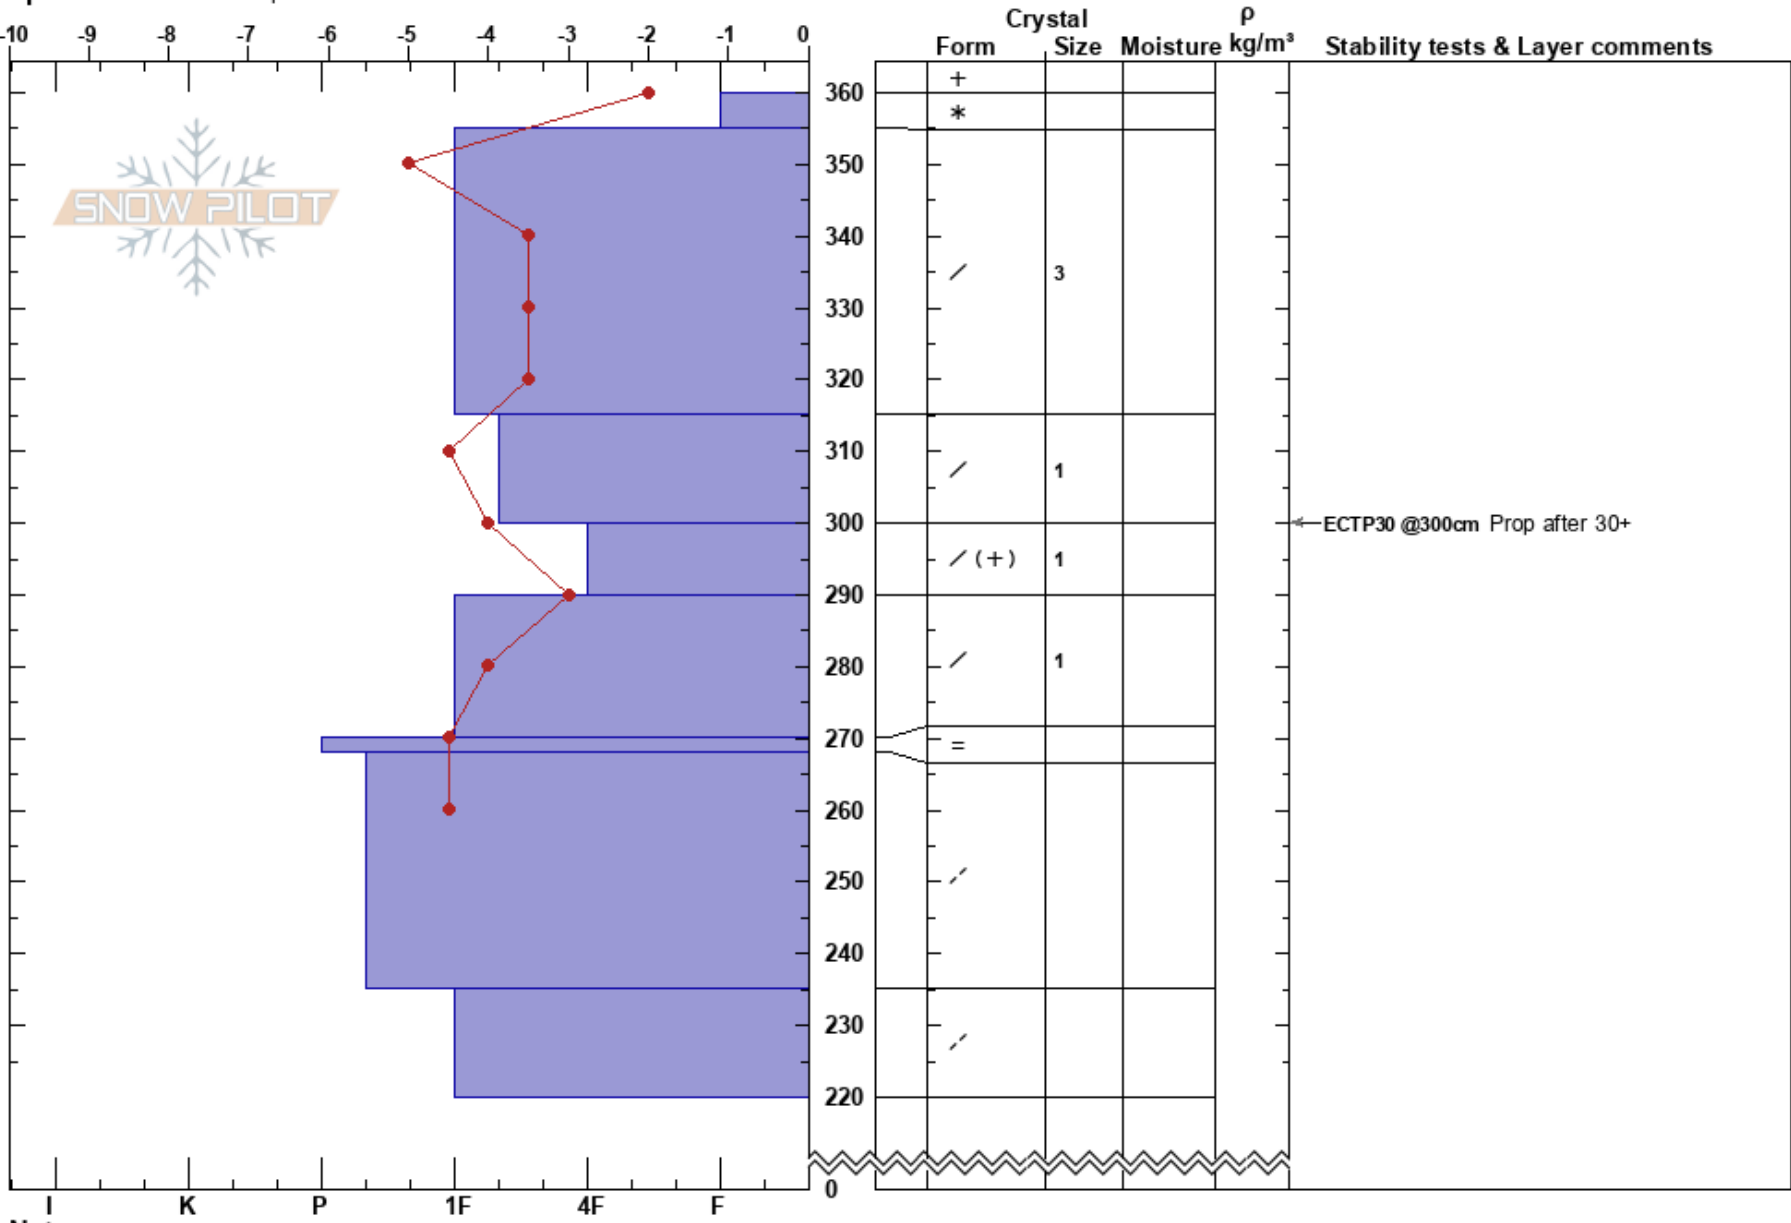 Crystal ρ
-10 -9 -8 -7 -6 -5 -4 -3 -2 -1 0 Form Size Moisture kg/m³ Stability tests & Layer comments
+
360
*
350
SNOW PILOT
340
/ 3
330
320
310
/ 1
300 ECTP30 @300cm Prop after 30+
/ (+) 1
290
280 / 1
270 =
260
250
240
230
220
0
I K P 1F 4F F